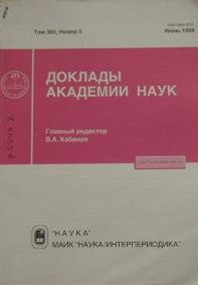 Том 366, Номер 5
Июнь 1999
ДОКЛАДЫ
АКАДЕМИИ НАУК
Главный редактор
В.А. Кабанов
"НАУКА"
МАИК "НАУКА/ИНТЕРПЕРИОДИКА"